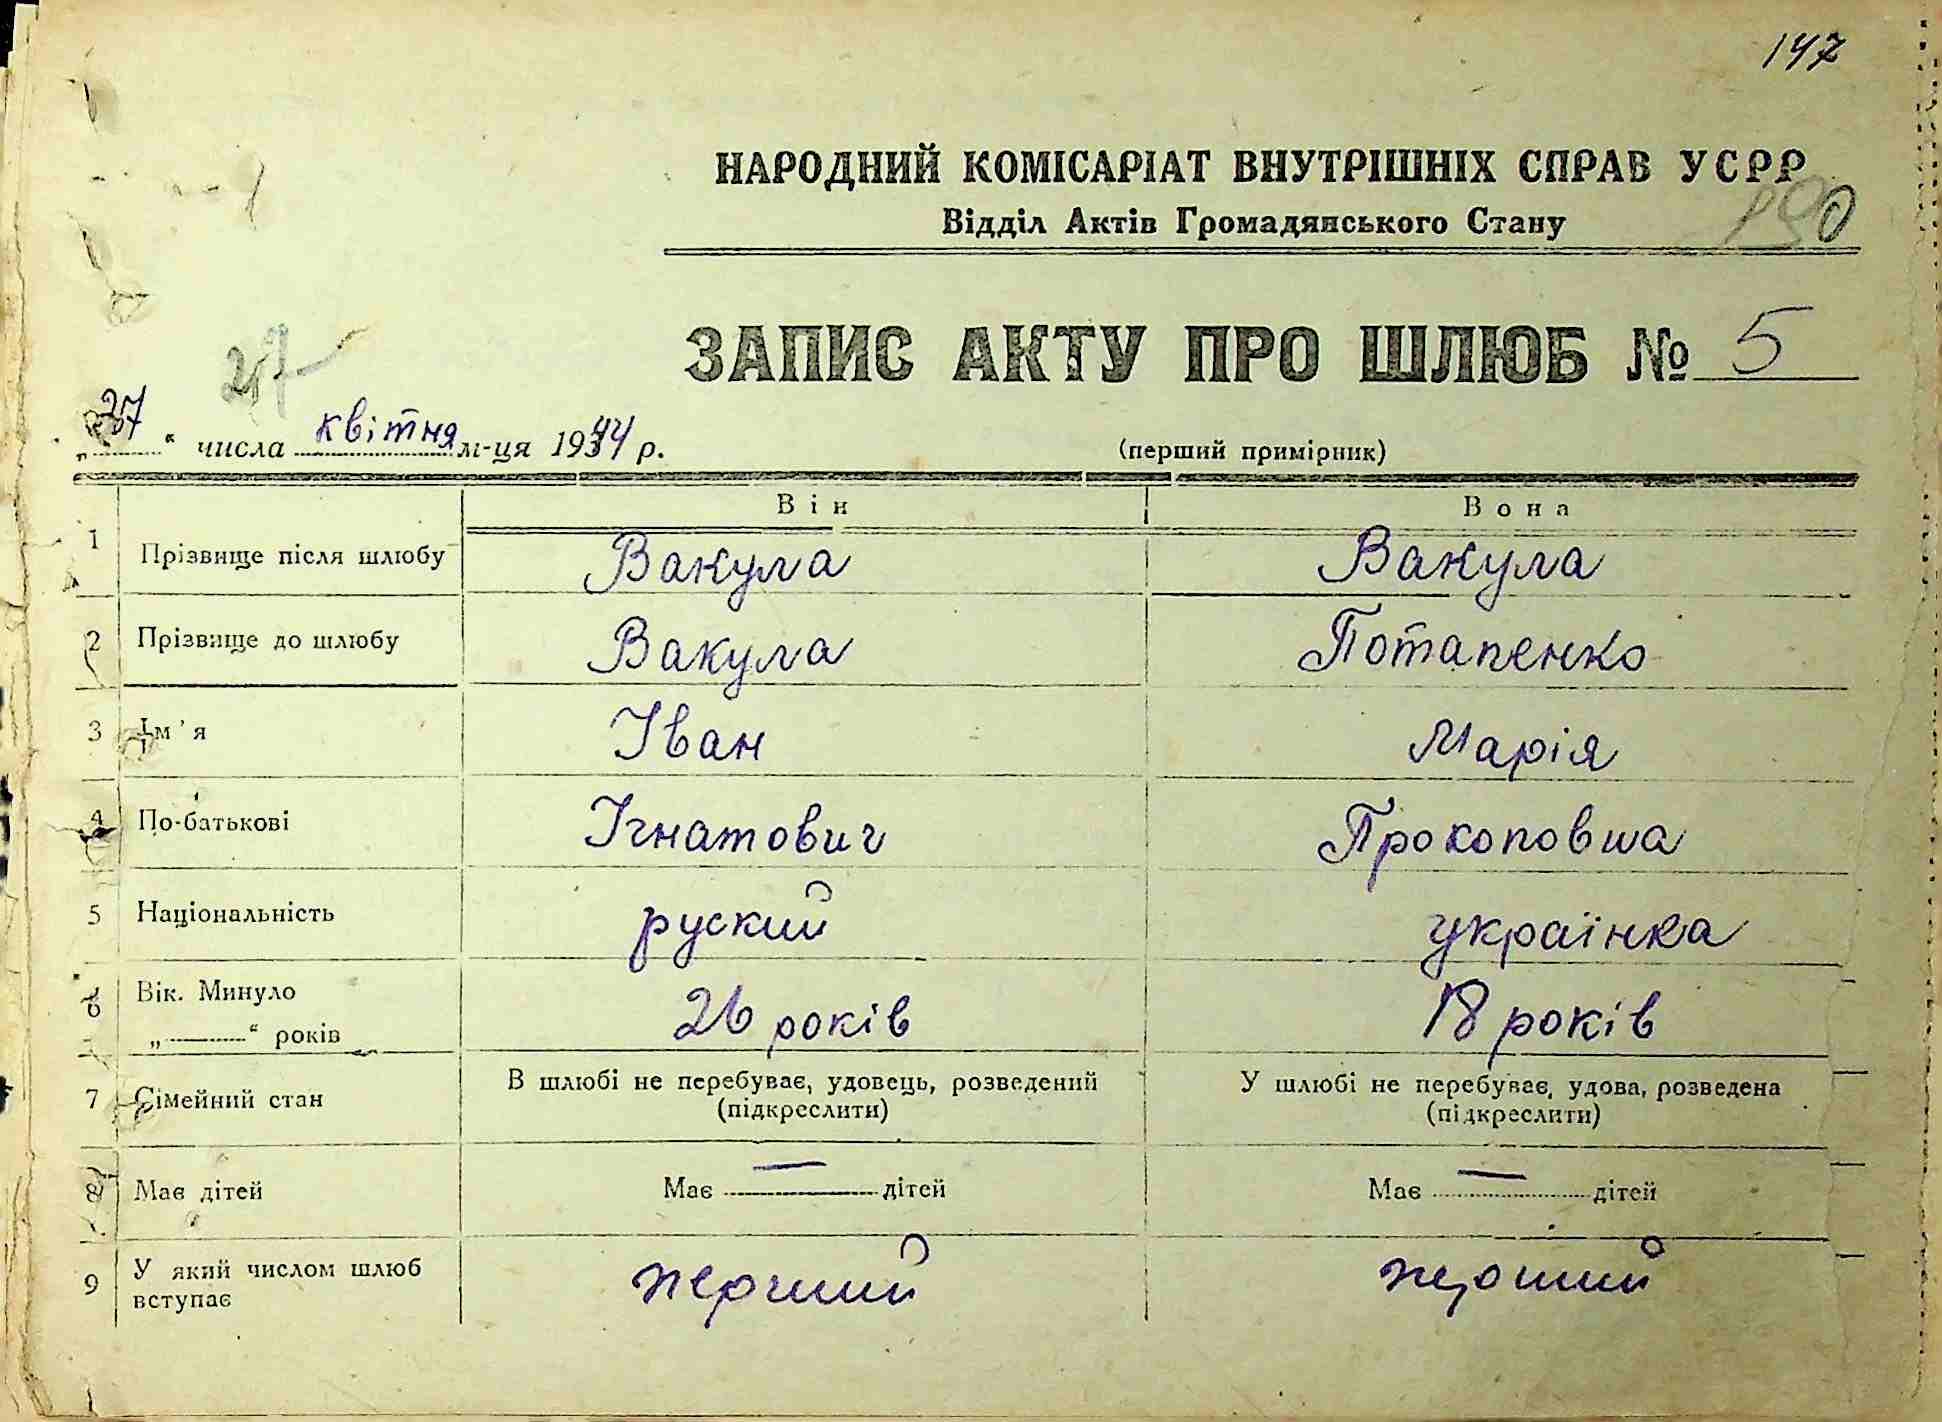 147
НАРОДНИЙ КОМІСАРІАТ ВНУТРІШНІХ СПРАВ УСРР
Відділ Актів Громадянського Стану
190
ЗАПИС АКТУ ПРО ШЛЮБ № 5
27
„27“ числа квітня м-ця 1944 р. (перший примірник)
Він Вона
1 Прізвище після шлюбу Вакула Вакула
2 Прізвище до шлюбу Вакула Потапенко
3 Ім'я Іван Марія
4 По-батькові Ігнатович Прокоповша
5 Національність руский українка
6 Вік. Минуло
„ “ років 26 років 18 років
7 Сімейний стан В шлюбі не перебуває, удовець, розведений (підкреслити) У шлюбі не перебуває, удова, розведена (підкреслити)
8 Має дітей Має — дітей Має — дітей
9 У який числом шлюб вступає перший перший